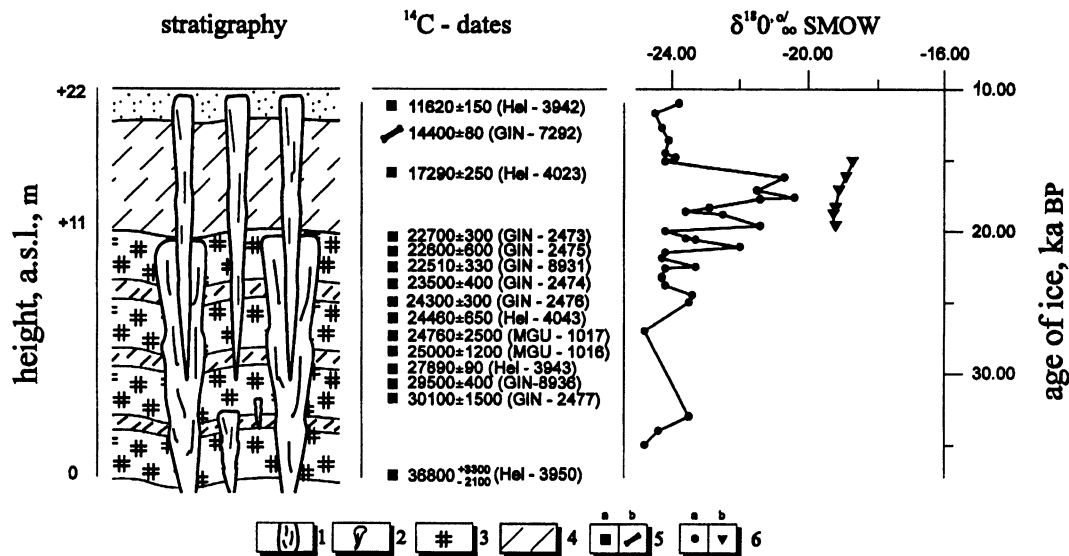 stratigraphy
¹⁴C - dates
δ¹⁸0, ‰ SMOW
-24.00 -20.00 -16.00
height, a.s.l., m
+22
+11
0
11620±150 (Hel - 3942)
14400±80 (GIN - 7292)
17290±250 (Hel - 4023)
22700±300 (GIN - 2473)
22600±600 (GIN - 2475)
22510±330 (GIN - 8931)
23500±400 (GIN - 2474)
24300±300 (GIN - 2476)
24460±650 (Hel - 4043)
24760±2500 (MGU - 1017)
25000±1200 (MGU - 1016)
27890±90 (Hel - 3943)
29500±400 (GIN-8936)
30100±1500 (GIN - 2477)
36800 +3300 -2100 (Hel - 3950)
10.00
20.00
30.00
age of ice, ka BP
1 2 3 4 a b 5 a b 6